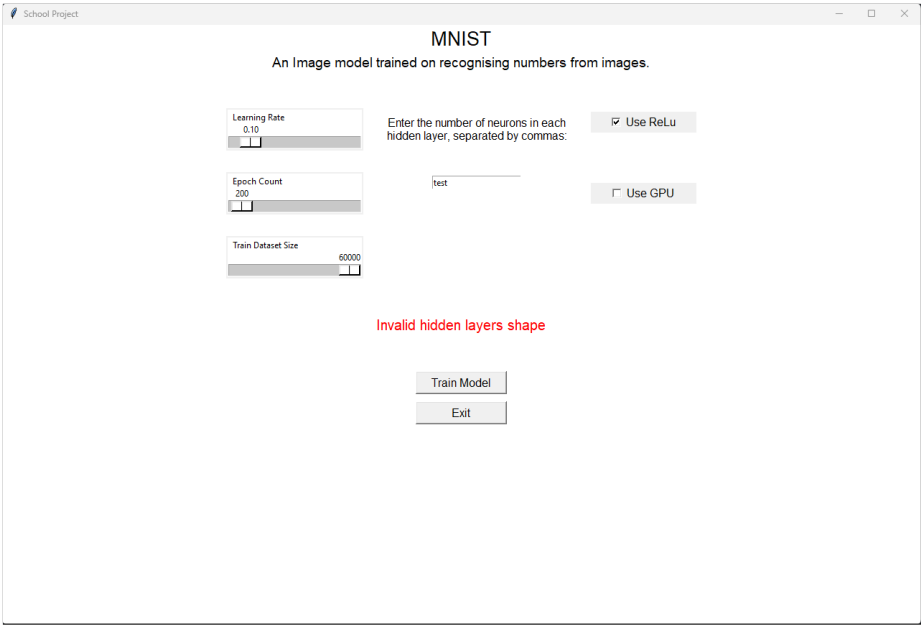 School Project
MNIST
An Image model trained on recognising numbers from images.
Learning Rate
0.10
Enter the number of neurons in each
hidden layer, separated by commas:
Use ReLu
Epoch Count
200
test
Use GPU
Train Dataset Size
60000
Invalid hidden layers shape
Train Model
Exit